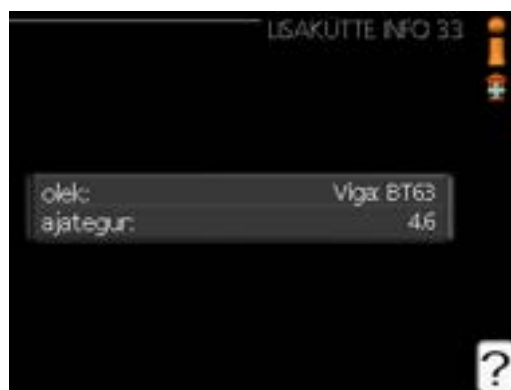 LISAKÜTTE INFO 3.3
olek: Viga: BT63
ajategur: 4.6
?